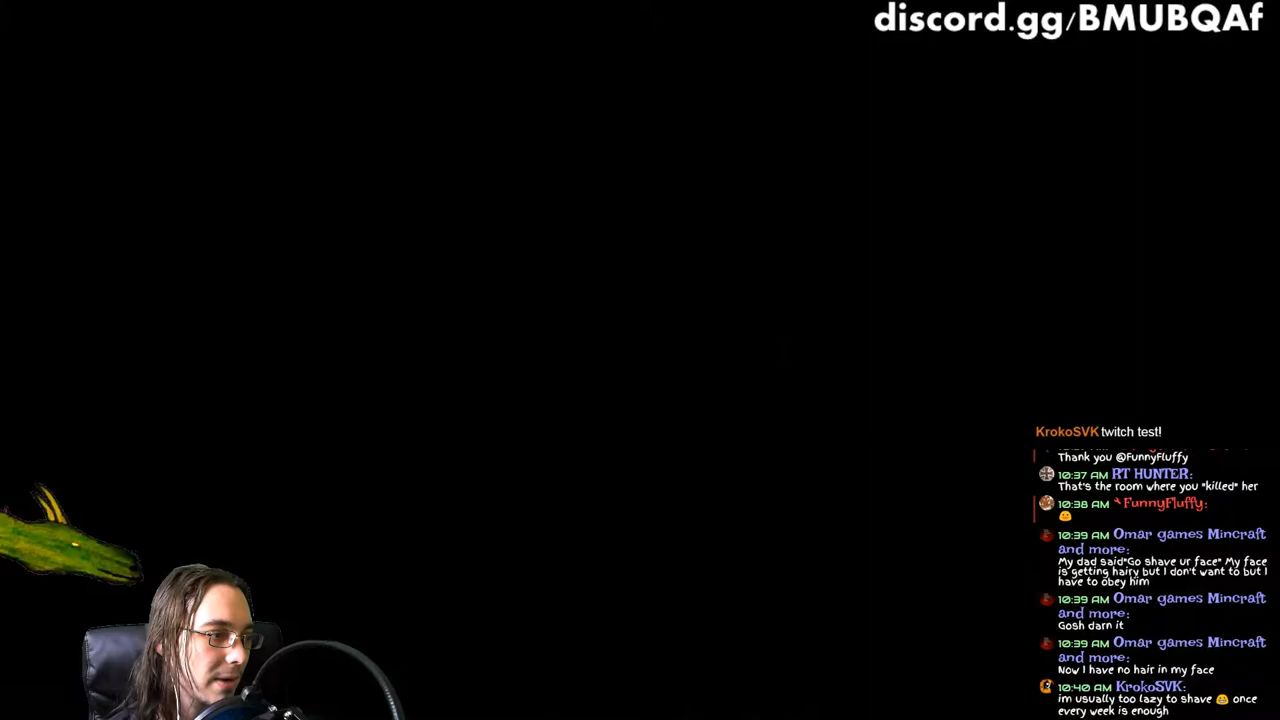 discord.gg/BMUBQAf
KrokoSVK twitch test!
Thank you @FunnyFluffy
10:37 AM RT HUNTER:
That's the room where you "killed" her
10:38 AM FunnyFluffy:
10:39 AM Omar games Mincraft
and more:
My dad said"Go shave ur face" My face
is getting hairy but I don't want to but I
have to obey him
10:39 AM Omar games Mincraft
and more:
Gosh darn it
10:39 AM Omar games Mincraft
and more:
Now I have no hair in my face
10:40 AM KrokoSVK:
im usually too lazy to shave once
every week is enough